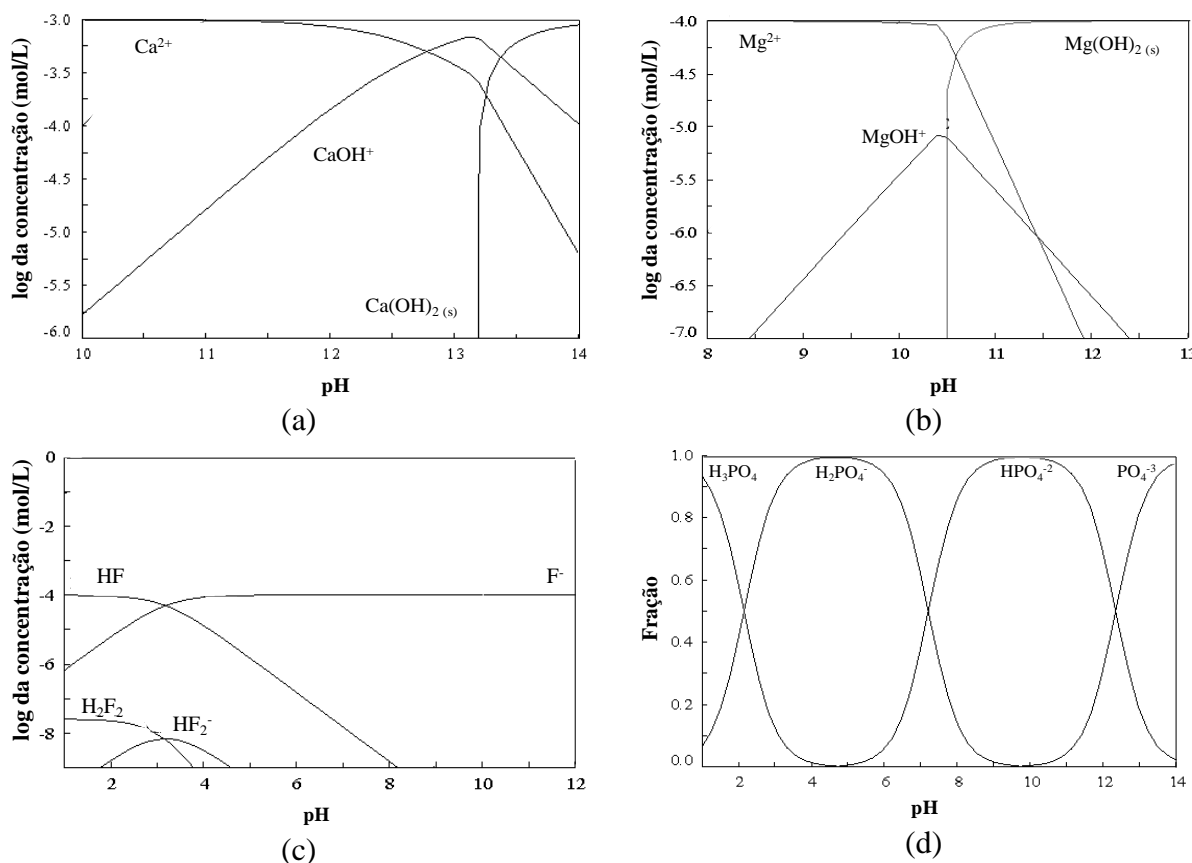 log da concentração (mol/L)
-3.0
-3.5
-4.0
-4.5
-5.0
-5.5
-6.0
Ca²⁺
CaOH⁺
Ca(OH)₂ (s)
10
11
12
13
14
pH
(a)
log da concentração (mol/L)
-4.0
-4.5
-5.0
-5.5
-6.0
-6.5
-7.0
Mg²⁺
Mg(OH)₂ (s)
MgOH⁺
8
9
10
11
12
13
pH
(b)
log da concentração (mol/L)
0
-2
-4
-6
-8
HF
F⁻
H₂F₂
HF₂⁻
2
4
6
8
10
12
pH
(c)
Fração
1.0
0.8
0.6
0.4
0.2
0.0
H₃PO₄
H₂PO₄⁻
HPO₄⁻²
PO₄⁻³
2
4
6
8
10
12
14
pH
(d)